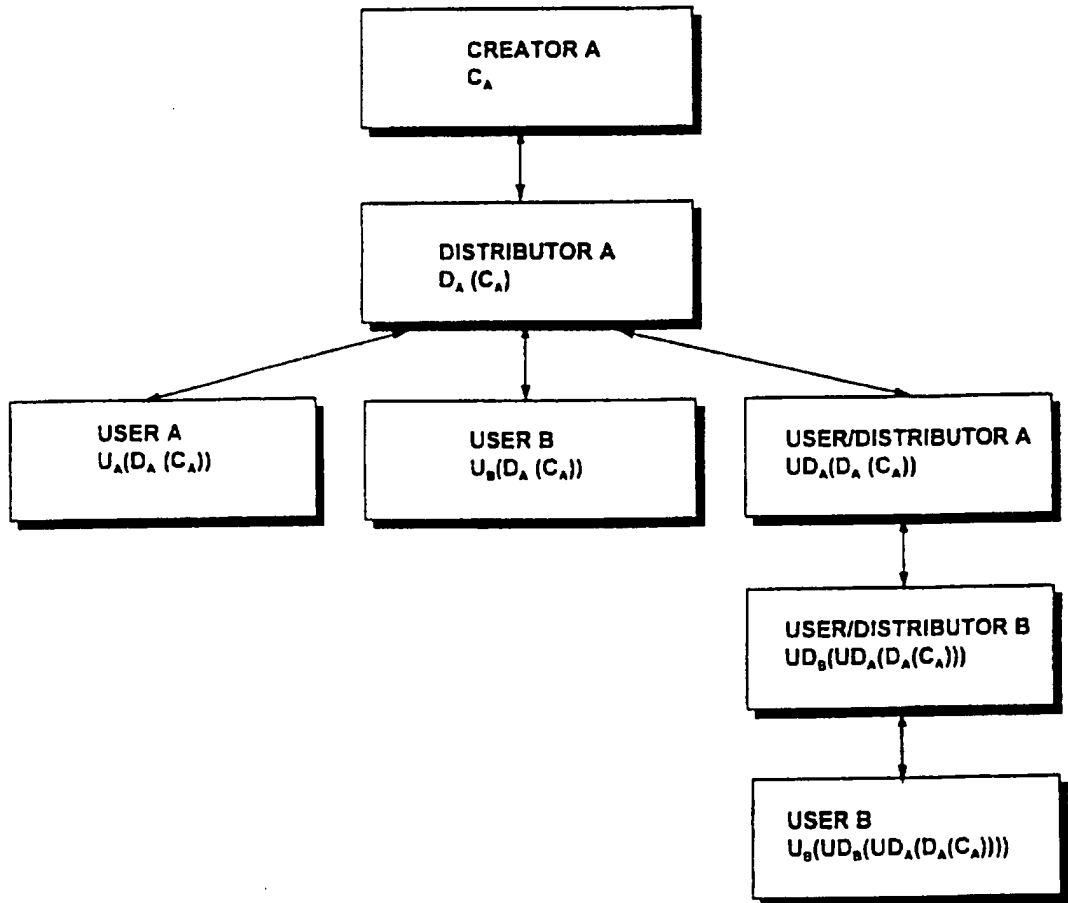 CREATOR A
C_A
DISTRIBUTOR A
D_A (C_A)
USER A
U_A(D_A (C_A))
USER B
U_B(D_A (C_A))
USER/DISTRIBUTOR A
UD_A(D_A (C_A))
USER/DISTRIBUTOR B
UD_B(UD_A(D_A(C_A)))
USER B
U_B(UD_B(UD_A(D_A(C_A))))